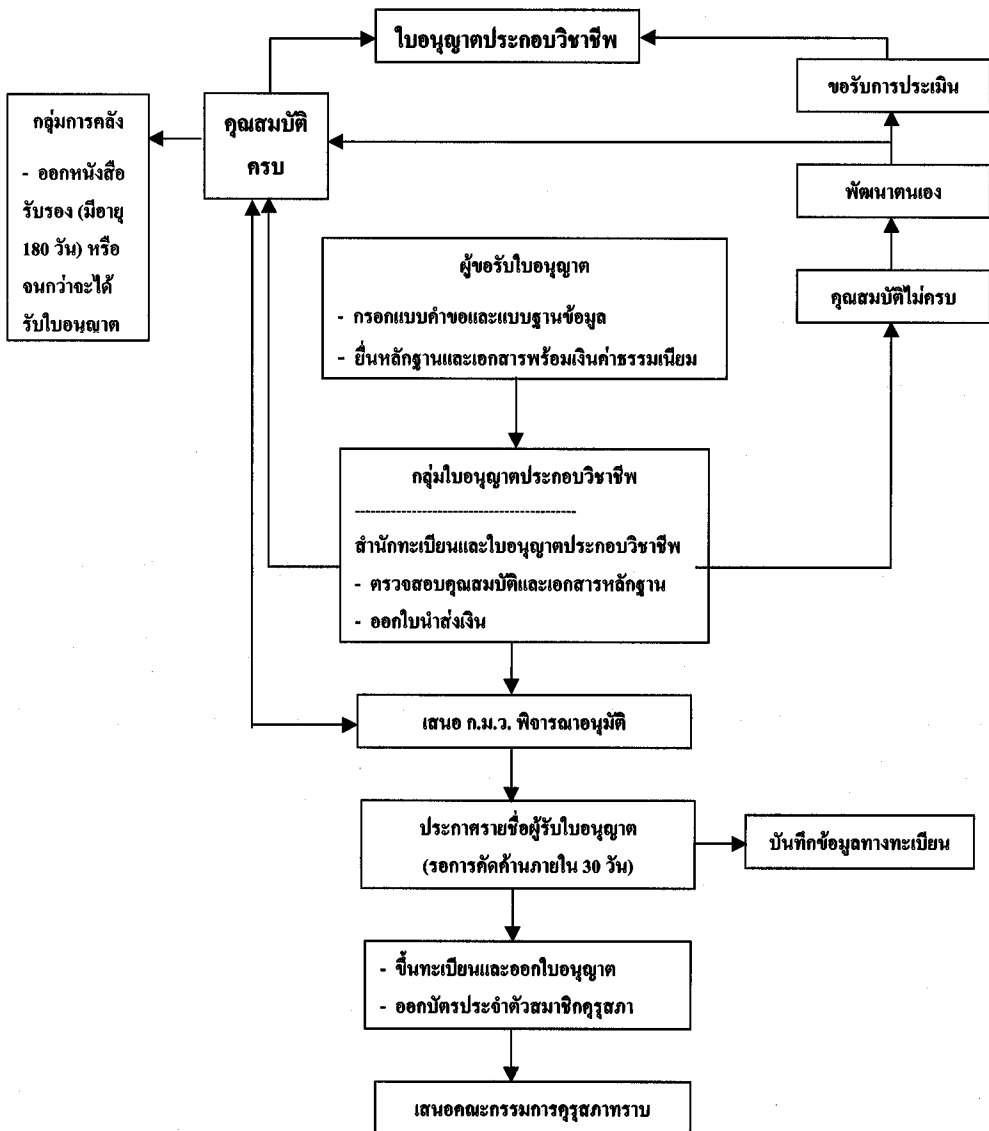 ใบอนุญาตประกอบวิชาชีพ
ขอรับการประเมิน
กลุ่มการคลัง
- ออกหนังสือ
รับรอง (มีอายุ
180 วัน) หรือ
จนกว่าจะได้
รับใบอนุญาต
คุณสมบัติ
ครบ
พัฒนาตนเอง
ผู้ขอรับใบอนุญาต
- กรอกแบบคำขอและแบบฐานข้อมูล
- ยื่นหลักฐานและเอกสารพร้อมเงินค่าธรรมเนียม
คุณสมบัติไม่ครบ
กลุ่มใบอนุญาตประกอบวิชาชีพ
-------------------------------------------
สำนักทะเบียนและใบอนุญาตประกอบวิชาชีพ
- ตรวจสอบคุณสมบัติและเอกสารหลักฐาน
- ออกใบนำส่งเงิน
เสนอ ก.ม.ว. พิจารณาอนุมัติ
ประกาศรายชื่อผู้รับใบอนุญาต
(รอการคัดค้านภายใน 30 วัน)
บันทึกข้อมูลทางทะเบียน
- ขึ้นทะเบียนและออกใบอนุญาต
- ออกบัตรประจำตัวสมาชิกคุรุสภา
เสนอคณะกรรมการคุรุสภาทราบ